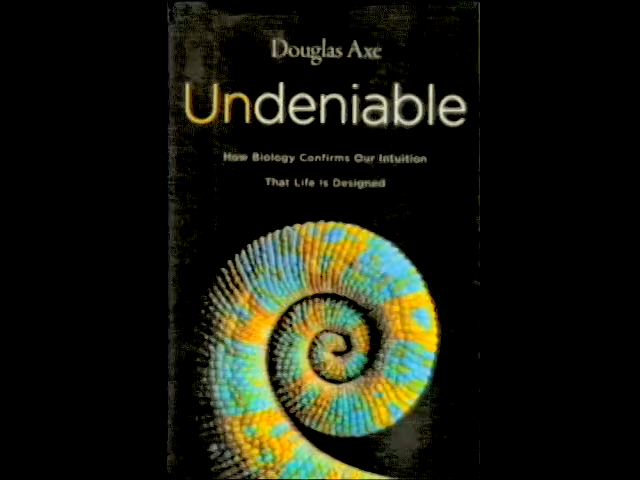 Douglas Axe
Undeniable
How Biology Confirms Our Intuition
That Life Is Designed